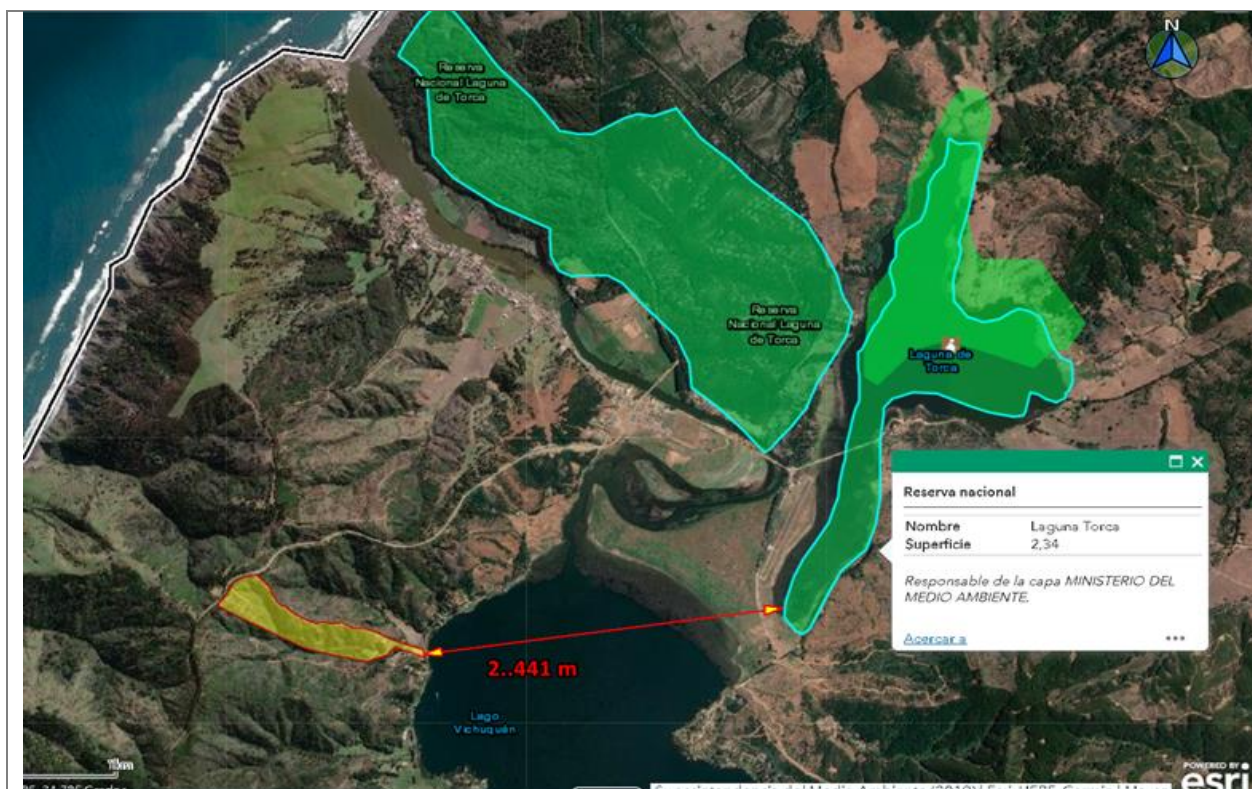 N
Reserva
Nacional Laguna
de Torca
Reserva
Nacional Laguna
de Torca
Laguna de
Torca
Reserva nacional
Nombre Laguna Torca
Superficie 2,34
Responsable de la capa MINISTERIO DEL
MEDIO AMBIENTE.
Acercar a
2..441 m
Lago
Vichuquén
POWERED BY
esri